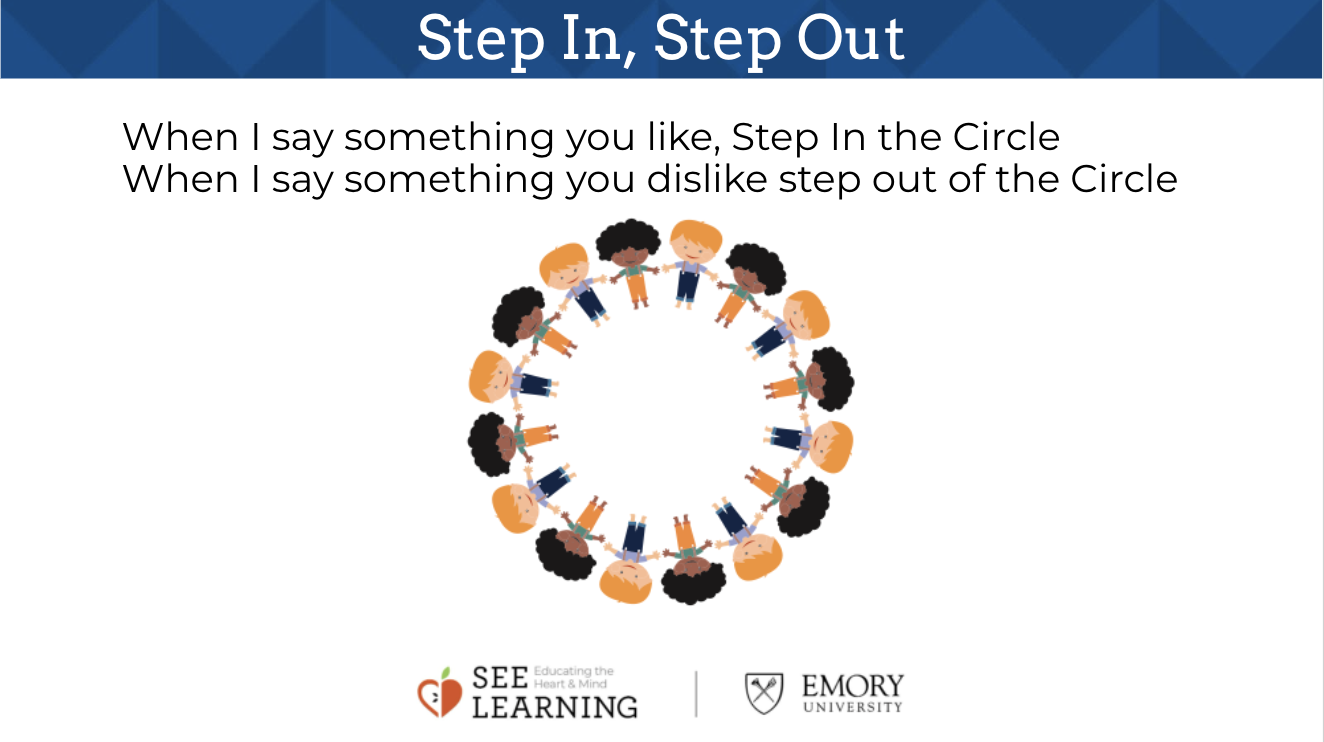 Step In, Step Out
When I say something you like, Step In the Circle
When I say something you dislike step out of the Circle
SEE Educating the
Heart & Mind
LEARNING
EMORY
UNIVERSITY